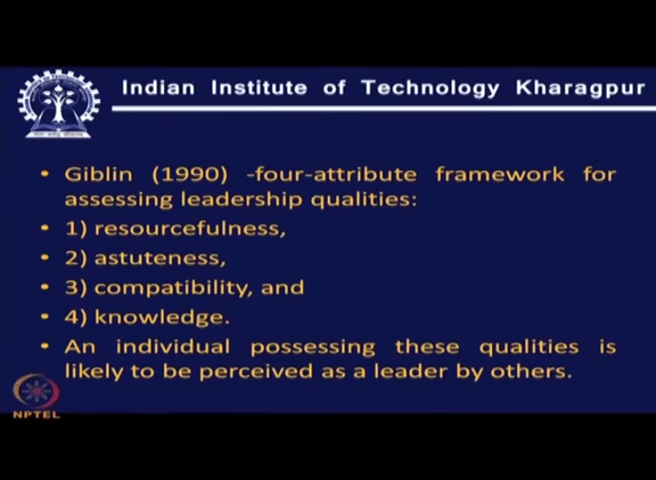 Indian Institute of Technology Kharagpur
• Giblin (1990) -four-attribute framework for
assessing leadership qualities:
• 1) resourcefulness,
• 2) astuteness,
• 3) compatibility, and
• 4) knowledge.
• An individual possessing these qualities is
likely to be perceived as a leader by others.
NPTEL